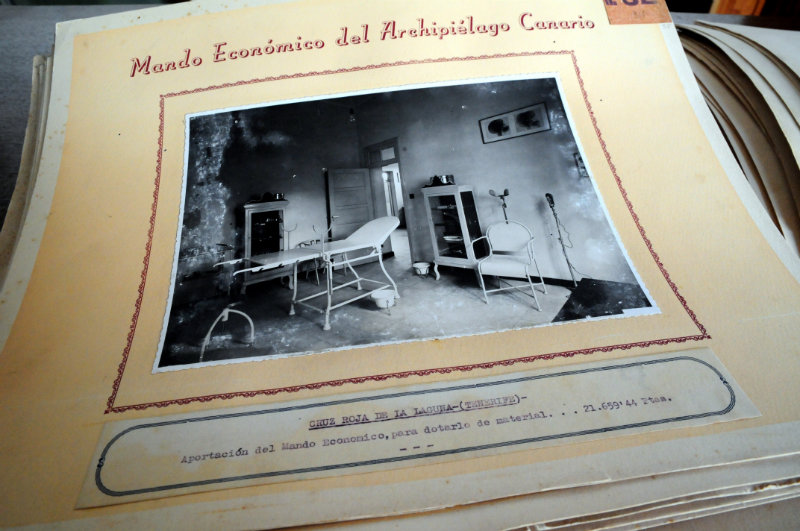 Mando Económico del Archipiélago Canario
CRUZ ROJA DE LA LAGUNA-(TENERIFE)-
Aportación del Mando Economico,para dotarlo de material. . . 21.659'44 Ptas.